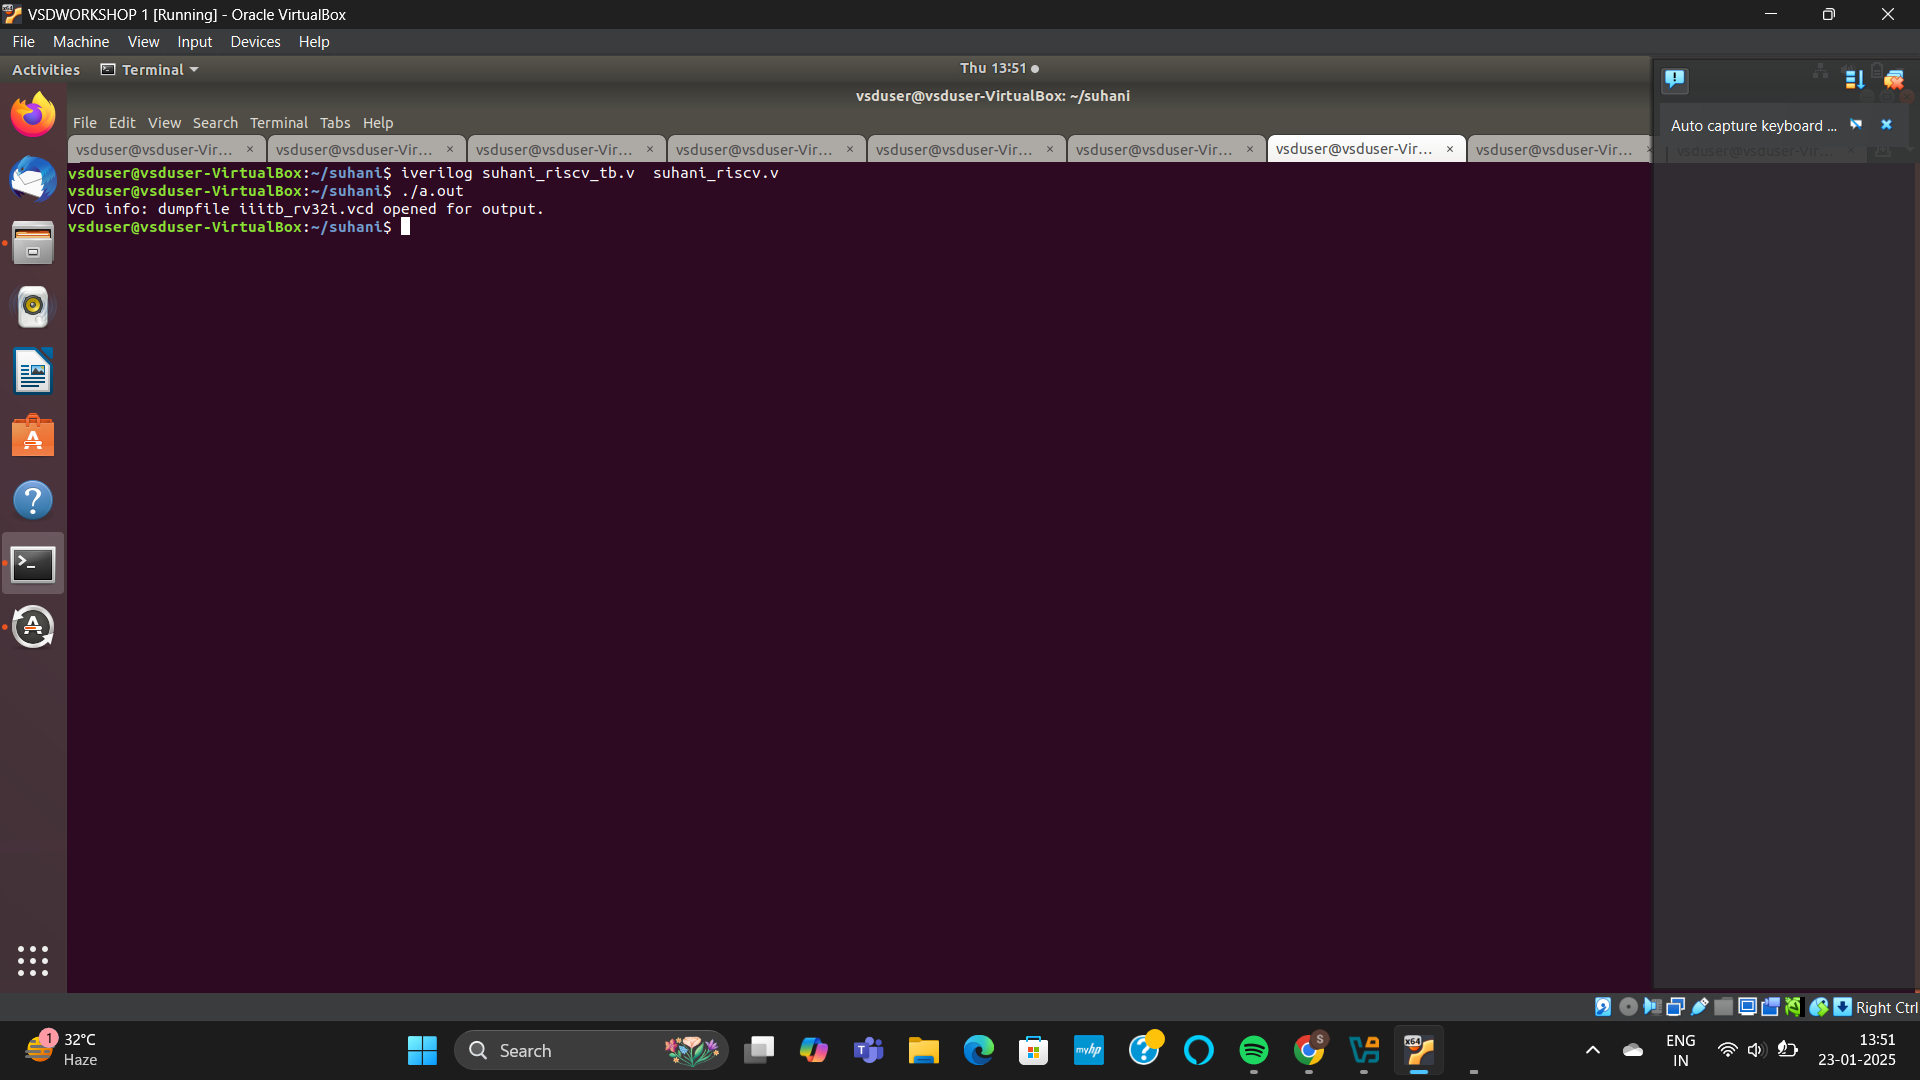 VSDWORKSHOP 1 [Running] - Oracle VirtualBox
File Machine View Input Devices Help
Activities Terminal Thu 13:51
vsduser@vsduser-VirtualBox: ~/suhani
File Edit View Search Terminal Tabs Help
Auto capture keyboard ...
vsduser@vsduser-Vir... × vsduser@vsduser-Vir... × vsduser@vsduser-Vir... × vsduser@vsduser-Vir... × vsduser@vsduser-Vir... × vsduser@vsduser-Vir... × vsduser@vsduser-Vir... × vsduser@vsduser-Vir...
vsduser@vsduser-VirtualBox:~/suhani$ iverilog suhani_riscv_tb.v  suhani_riscv.v
vsduser@vsduser-VirtualBox:~/suhani$ ./a.out
VCD info: dumpfile iiitb_rv32i.vcd opened for output.
vsduser@vsduser-VirtualBox:~/suhani$
Right Ctrl
1 32°C
Haze
Search
myhp
S
x64
ENG
IN
13:51
23-01-2025